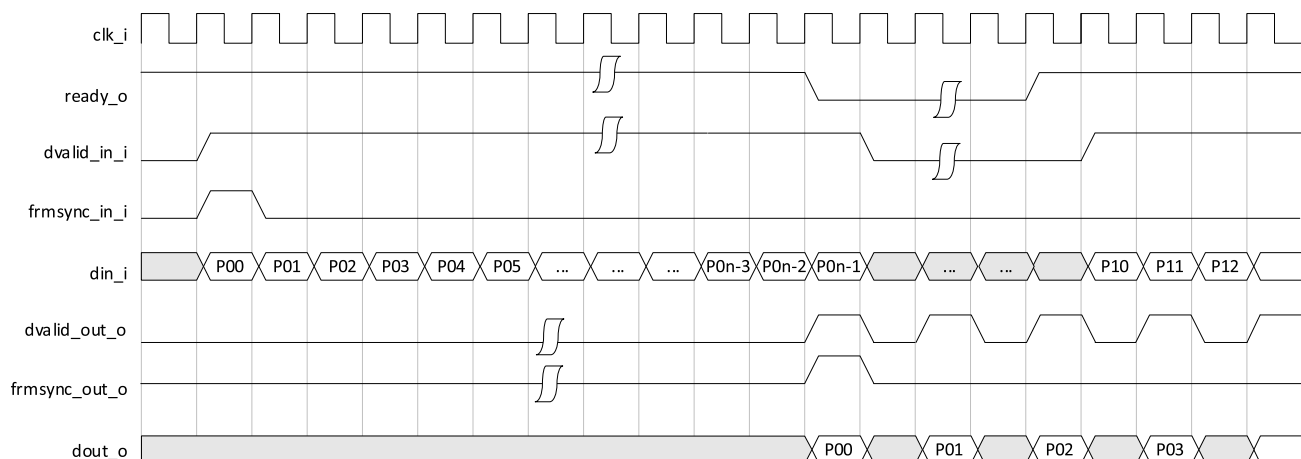 clk_i
ready_o
dvalid_in_i
frmsync_in_i
din_i P00 P01 P02 P03 P04 P05 ... ... ... P0n-3 P0n-2 P0n-1 ... ... P10 P11 P12
dvalid_out_o
frmsync_out_o
dout_o P00 P01 P02 P03